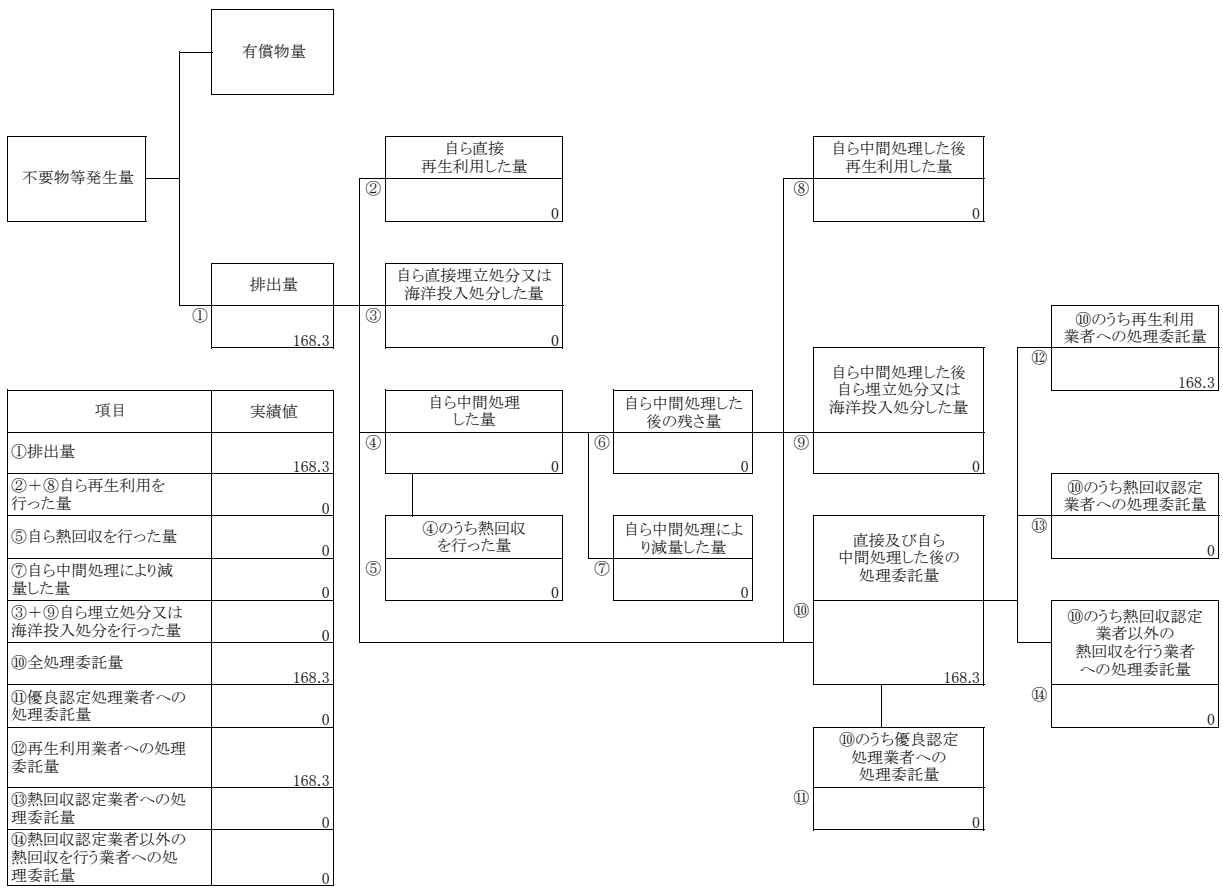 有償物量
不要物等発生量
排出量
①
168.3
自ら直接
再生利用した量
②
0
自ら直接埋立処分又は
海洋投入処分した量
③
0
自ら中間処理
した量
④
0
④のうち熱回収
を行った量
⑤
0
自ら中間処理した
後の残さ量
⑥
0
自ら中間処理によ
り減量した量
⑦
0
自ら中間処理した後
再生利用した量
⑧
0
自ら中間処理した後
自ら埋立処分又は
海洋投入処分した量
⑨
0
直接及び自ら
中間処理した後の
処理委託量
⑩
168.3
⑩のうち優良認定
処理業者への
処理委託量
⑪
0
⑩のうち再生利用
業者への処理委託量
⑫
168.3
⑩のうち熱回収認定
業者への処理委託量
⑬
0
⑩のうち熱回収認定
業者以外の
熱回収を行う業者
への処理委託量
⑭
0
項目 実績値
①排出量
168.3
②＋⑧自ら再生利用を
行った量
0
⑤自ら熱回収を行った量
0
⑦自ら中間処理により減
量した量
0
③＋⑨自ら埋立処分又は
海洋投入処分を行った量
0
⑩全処理委託量
168.3
⑪優良認定処理業者への
処理委託量
0
⑫再生利用業者への処理
委託量
168.3
⑬熱回収認定業者への処
理委託量
0
⑭熱回収認定業者以外の
熱回収を行う業者への処
理委託量
0